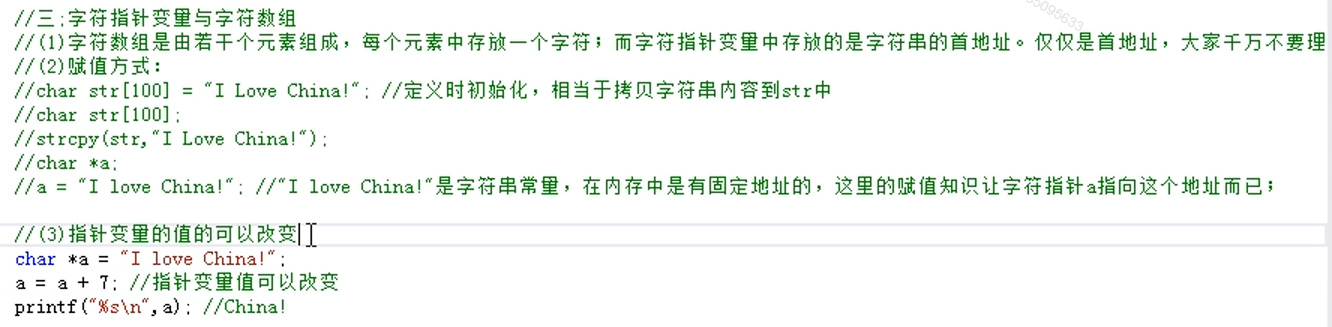 55095633
//三:字符指针变量与字符数组
//(1)字符数组是由若干个元素组成，每个元素中存放一个字符；而字符指针变量中存放的是字符串的首地址。仅仅是首地址，大家千万不要理
//(2)赋值方式：
//char str[100] = "I Love China!"; //定义时初始化，相当于拷贝字符串内容到str中
//char str[100];
//strcpy(str,"I Love China!");
//char *a;
//a = "I love China!"; //"I love China!"是字符串常量，在内存中是有固定地址的，这里的赋值知识让字符指针a指向这个地址而已；
//(3)指针变量的值的可以改变
char *a = "I love China!";
a = a + 7; //指针变量值可以改变
printf("%s\n",a); //China!